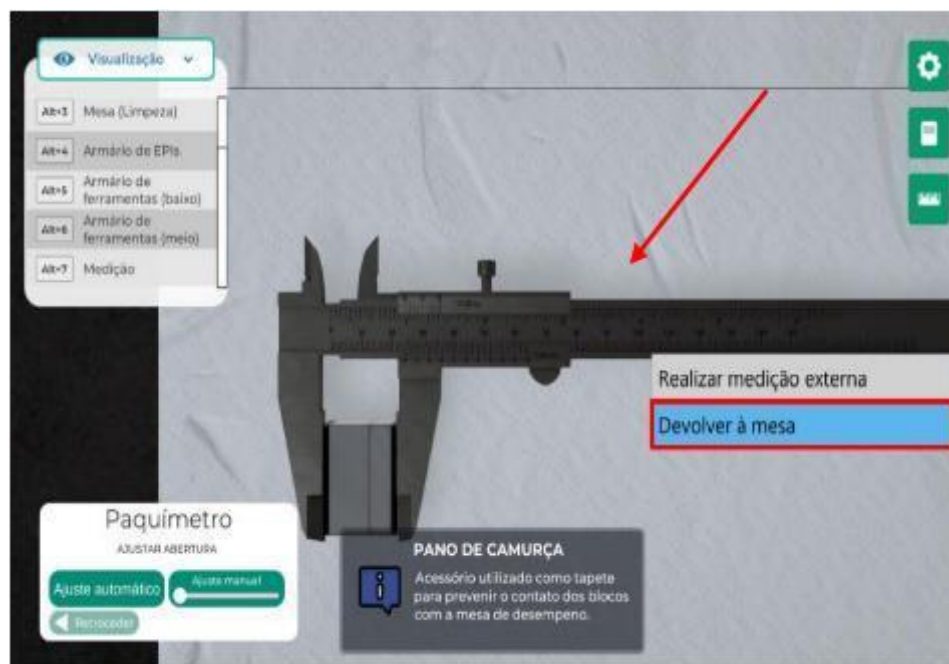 Visualização
Alt+3 Mesa (Limpeza)
Alt+4 Armário de EPIs
Alt+5 Armário de
ferramentas (baixo)
Alt+6 Armário de
ferramentas (meio)
Alt+7 Medição
Realizar medição externa
Devolver à mesa
Paquímetro
AJUSTAR ABERTURA
Ajuste automático
Ajuste manual
Retroceder
PANO DE CAMURÇA
Acessório utilizado como tapete
para prevenir o contato dos blocos
com a mesa de desempeno.